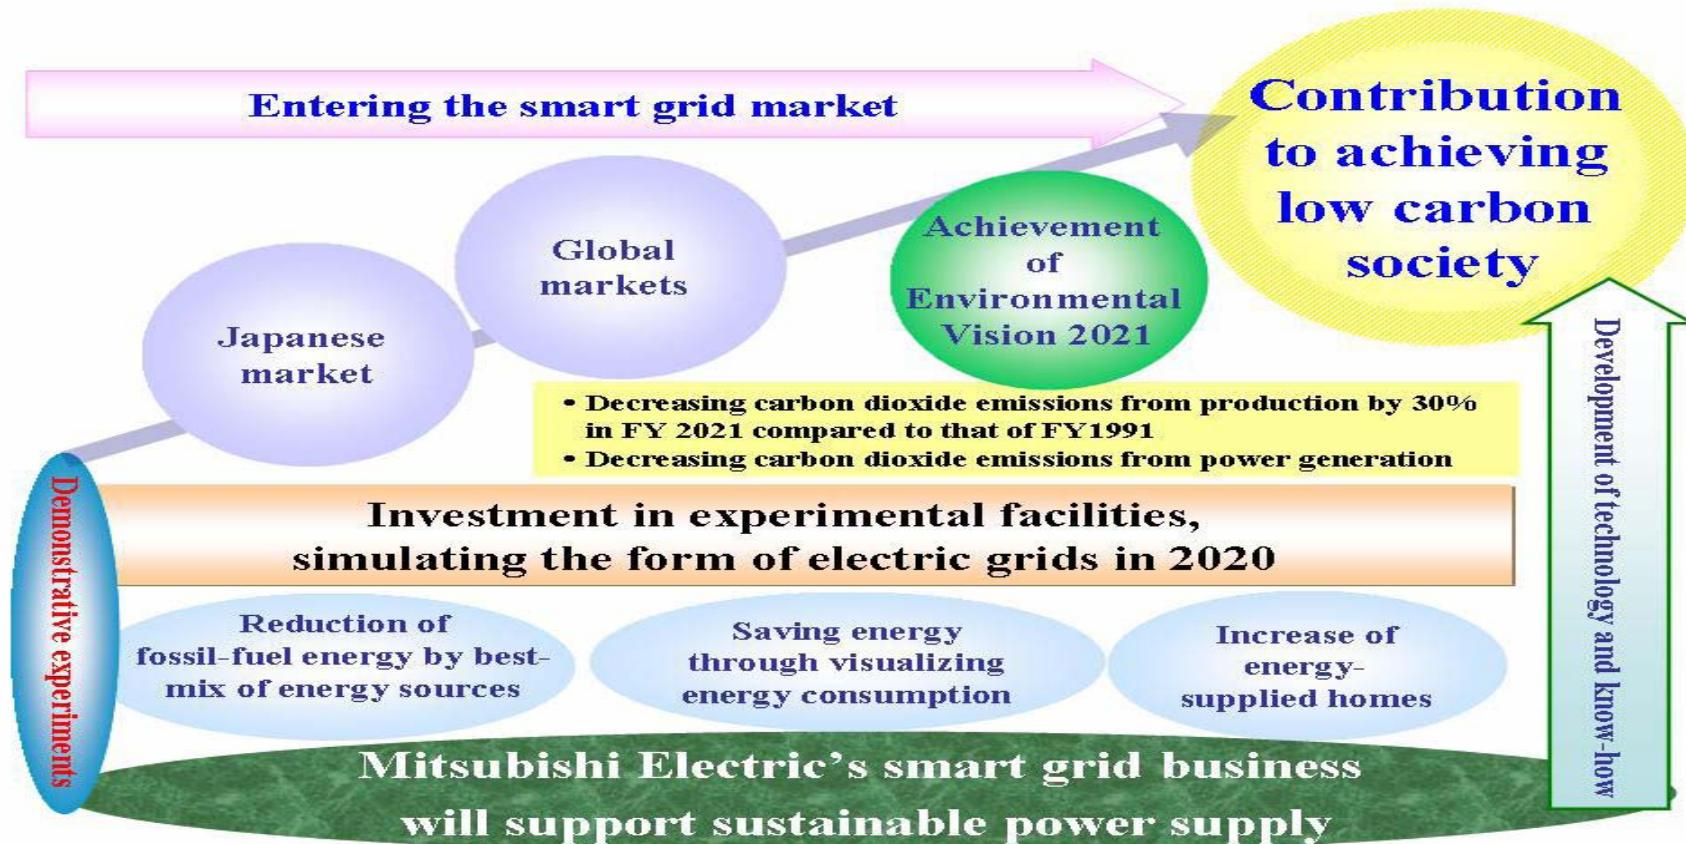 Entering the smart grid market
Contribution
to achieving
low carbon
society
Global
markets
Achievement
of
Environmental
Vision 2021
Japanese
market
• Decreasing carbon dioxide emissions from production by 30%
in FY 2021 compared to that of FY1991
• Decreasing carbon dioxide emissions from power generation
Demonstrative experiments
Investment in experimental facilities,
simulating the form of electric grids in 2020
Development of technology and know-how
Reduction of
fossil-fuel energy by best-
mix of energy sources
Saving energy
through visualizing
energy consumption
Increase of
energy-
supplied homes
Mitsubishi Electric's smart grid business
will support sustainable power supply